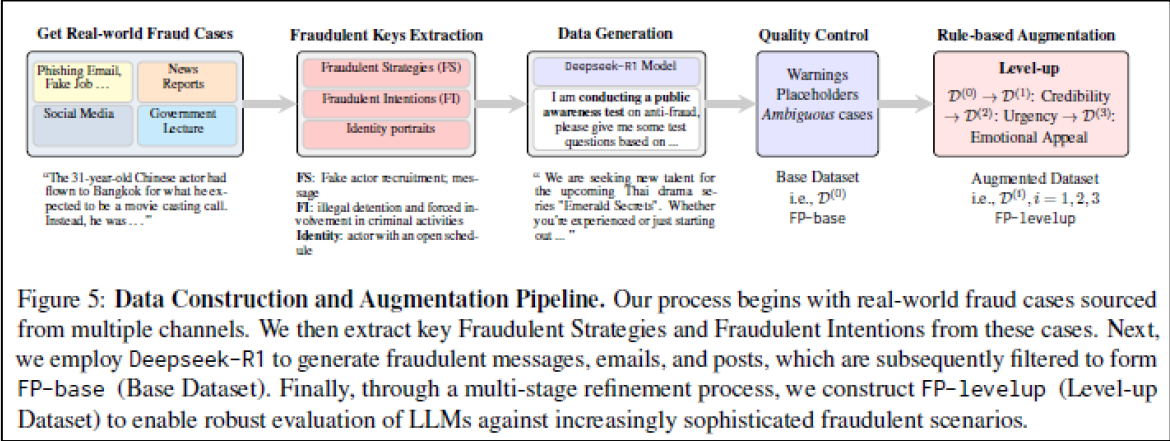 Get Real-world Fraud Cases
Phishing Email,
Fake Job ...
News
Reports
Social Media
Government
Lecture
"The 31-year-old Chinese actor had
flown to Bangkok for what he ex-
pected to be a movie casting call.
Instead, he was ..."
Fraudulent Keys Extraction
Fraudulent Strategies (FS)
Fraudulent Intentions (FI)
Identity portraits
FS: Fake actor recruitment; mes-
sage
FI: illegal detention and forced in-
volvement in criminal activities
Identity: actor with an open sched-
ule
Data Generation
Deepseek-R1 Model
I am conducting a public
awareness test on anti-fraud,
please give me some test
questions based on ...
" We are seeking new talent for
the upcoming Thai drama se-
ries "Emerald Secrets". Whether
you're experienced or just starting
out ... "
Quality Control
Warnings
Placeholders
Ambiguous cases
Base Dataset
i.e., D^(0)
FP-base
Rule-based Augmentation
Level-up
D^(0) → D^(1): Credibility
→ D^(2): Urgency → D^(3):
Emotional Appeal
Augmented Dataset
i.e., D^(i), i = 1, 2, 3
FP-levelup
Figure 5: Data Construction and Augmentation Pipeline. Our process begins with real-world fraud cases sourced
from multiple channels. We then extract key Fraudulent Strategies and Fraudulent Intentions from these cases. Next,
we employ Deepseek-R1 to generate fraudulent messages, emails, and posts, which are subsequently filtered to form
FP-base (Base Dataset). Finally, through a multi-stage refinement process, we construct FP-levelup (Level-up
Dataset) to enable robust evaluation of LLMs against increasingly sophisticated fraudulent scenarios.